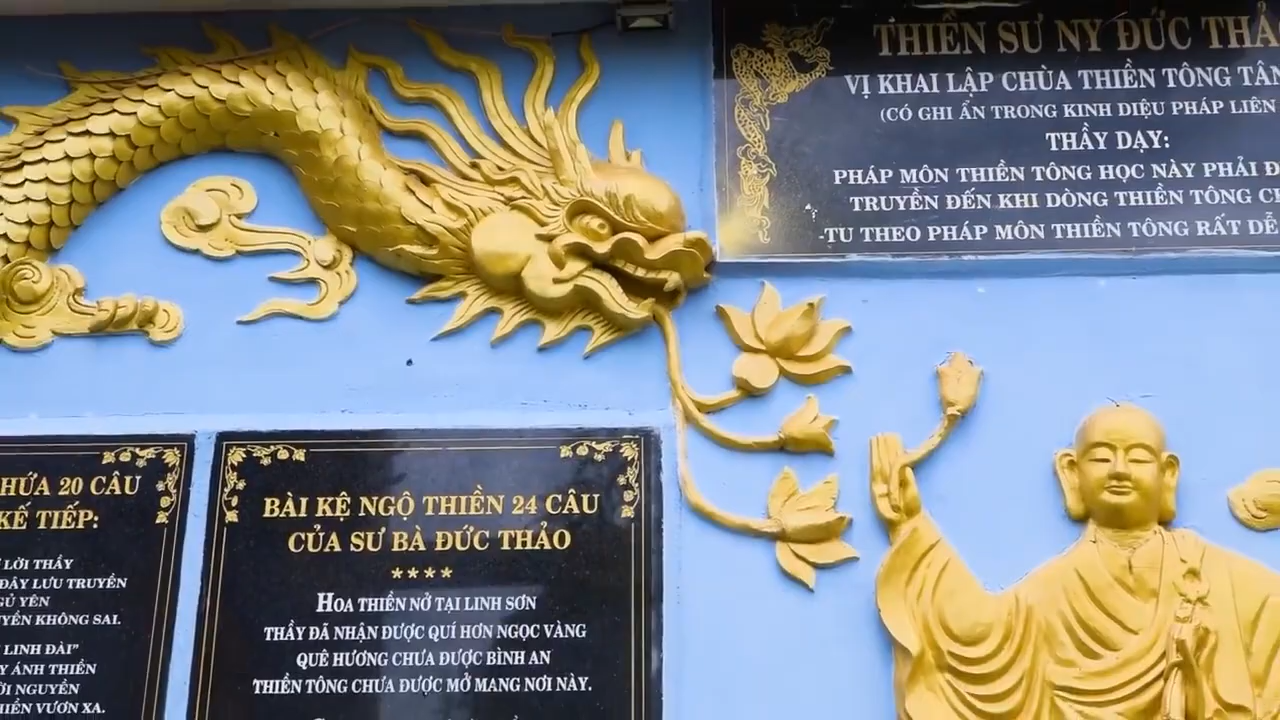 THIỀN SƯ NY ĐỨC THẢO
VỊ KHAI LẬP CHÙA THIỀN TÔNG TÂN
(CÓ GHI ẨN TRONG KINH DIỆU PHÁP LIÊN
THẦY DẠY:
PHÁP MÔN THIỀN TÔNG HỌC NÀY PHẢI Đ
TRUYỀN ĐẾN KHI DÒNG THIỀN TÔNG CH
-TU THEO PHÁP MÔN THIỀN TÔNG RẤT DỄ
HỨA 20 CÂU
KẾ TIẾP:
LỜI THẦY
ĐÂY LƯU TRUYỀN
NGỦ YÊN
UYỀN KHÔNG SAI.
LINH ĐÀI"
ÁNH THIỀN
NGUYỀN
VƯƠN XA.
BÀI KỆ NGỘ THIỀN 24 CÂU
CỦA SƯ BÀ ĐỨC THẢO
****
HOA THIỀN NỞ TẠI LINH SƠN
THẦY ĐÃ NHẬN ĐƯỢC QUÍ HƠN NGỌC VÀNG
QUÊ HƯƠNG CHƯA ĐƯỢC BÌNH AN
THIỀN TÔNG CHƯA ĐƯỢC MỞ MANG NƠI NÀY.